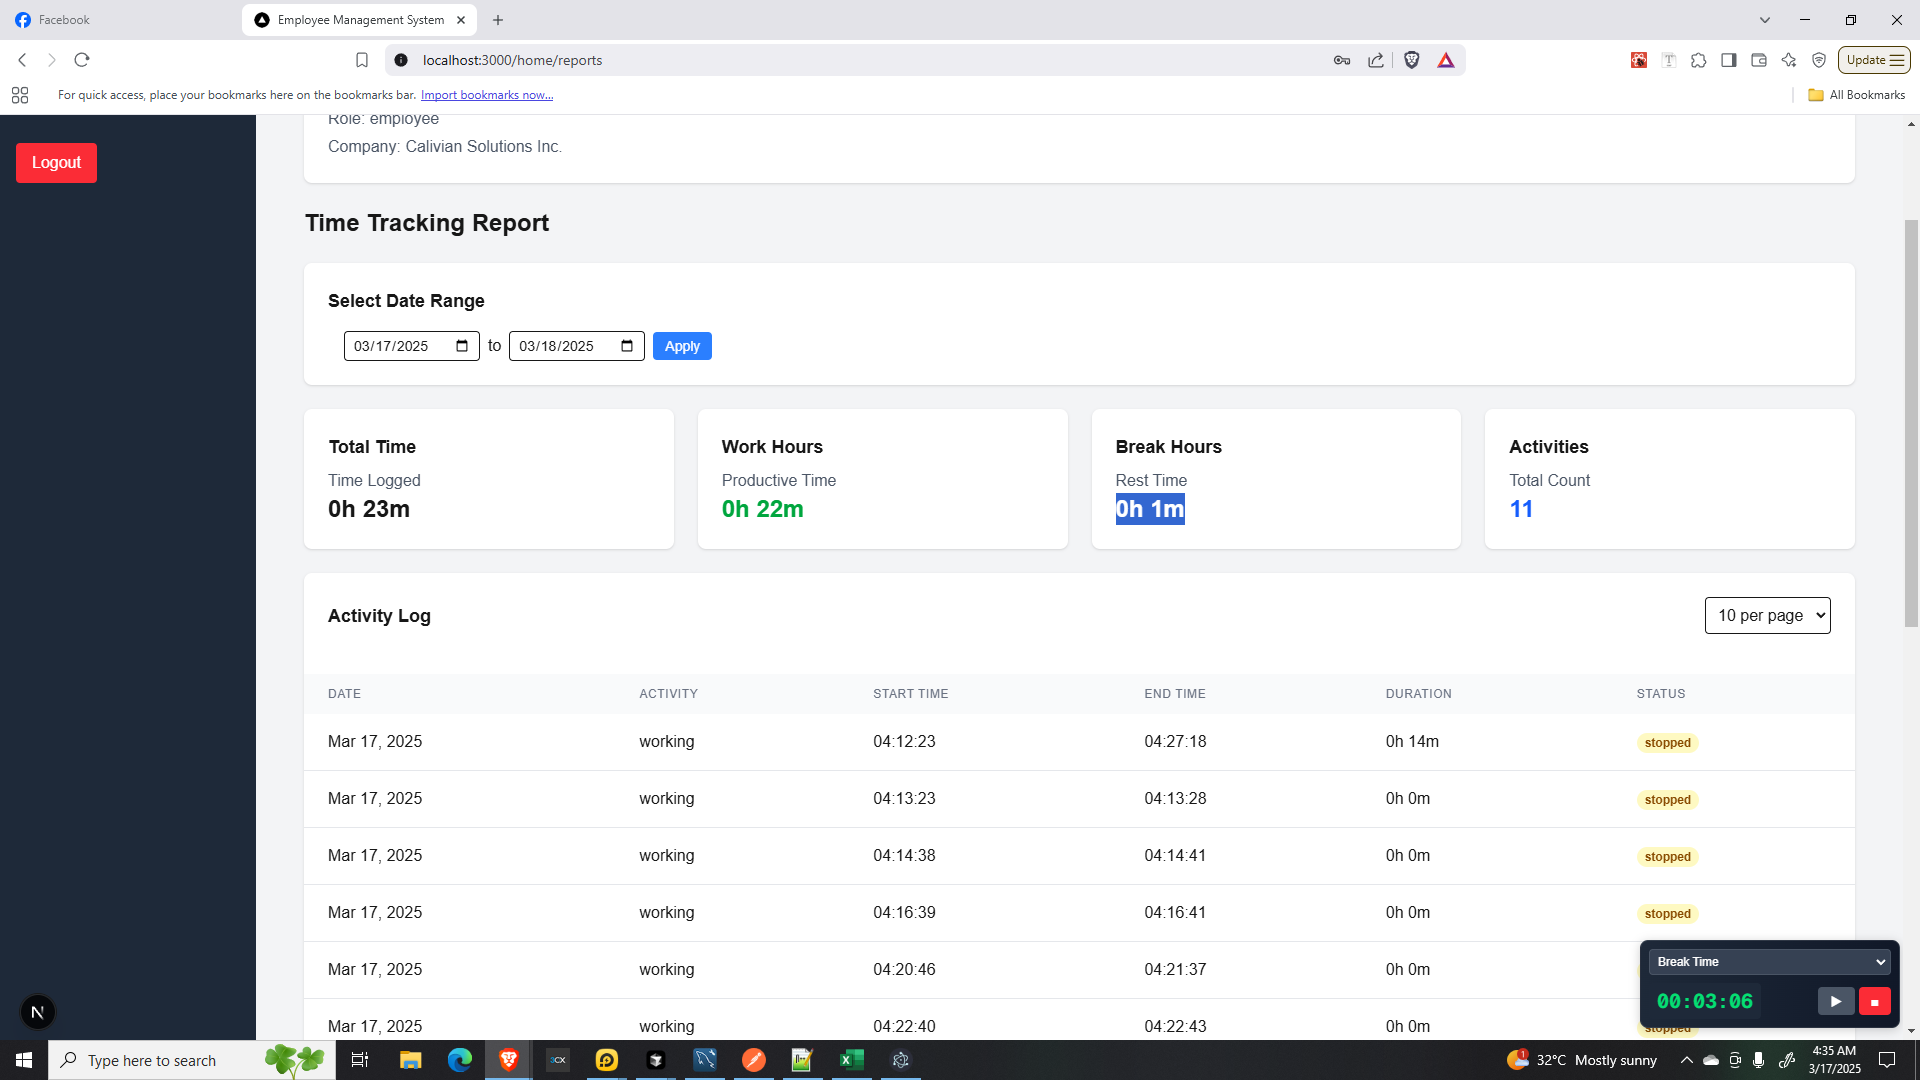 Facebook
Employee Management System
localhost:3000/home/reports
Update
For quick access, place your bookmarks here on the bookmarks bar. Import bookmarks now...
All Bookmarks
Logout
Role: employee
Company: Calivian Solutions Inc.
Time Tracking Report
Select Date Range
03/17/2025 to 03/18/2025 Apply
Total Time
Time Logged
0h 23m
Work Hours
Productive Time
0h 22m
Break Hours
Rest Time
0h 1m
Activities
Total Count
11
Activity Log
10 per page
DATE ACTIVITY START TIME END TIME DURATION STATUS
Mar 17, 2025 working 04:12:23 04:27:18 0h 14m stopped
Mar 17, 2025 working 04:13:23 04:13:28 0h 0m stopped
Mar 17, 2025 working 04:14:38 04:14:41 0h 0m stopped
Mar 17, 2025 working 04:16:39 04:16:41 0h 0m stopped
Mar 17, 2025 working 04:20:46 04:21:37 0h 0m
Mar 17, 2025 working 04:22:40 04:22:43 0h 0m stopped
Break Time
00:03:06
N
Type here to search
32°C Mostly sunny
4:35 AM
3/17/2025